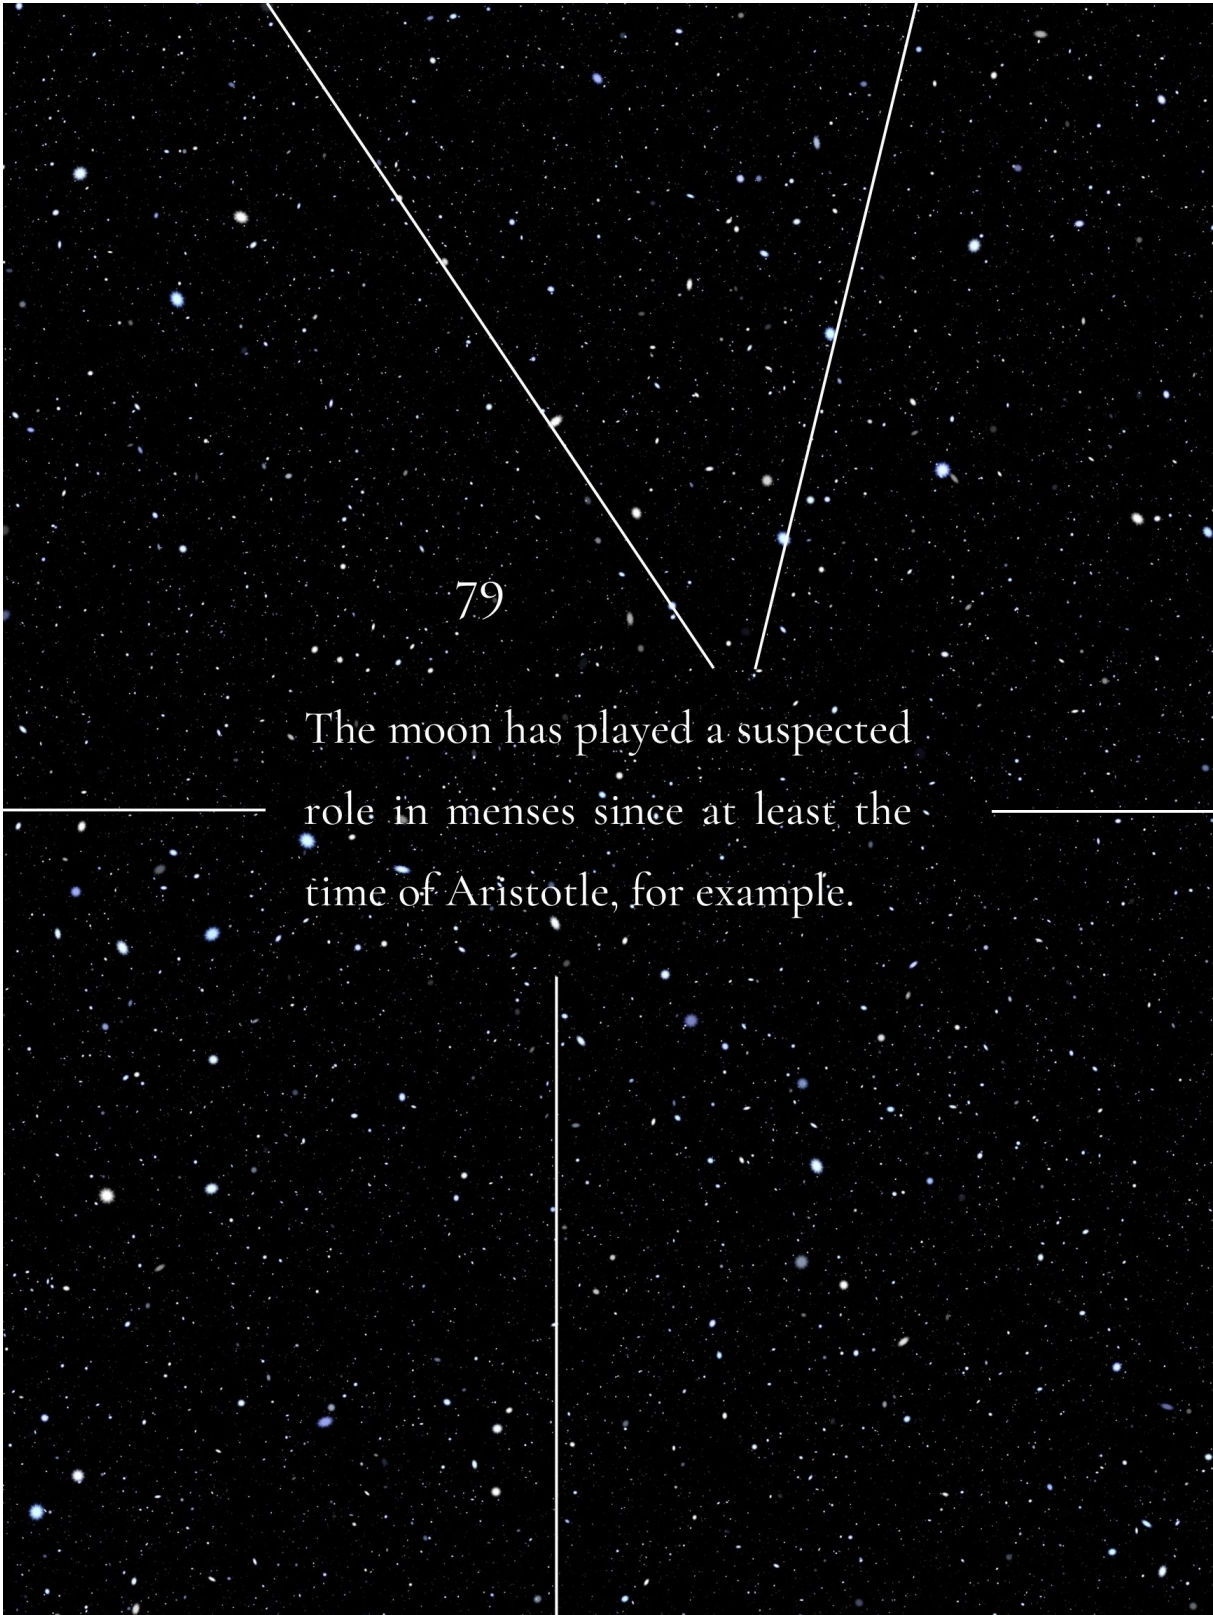 79
The moon has played a suspected
role in menses since at least the
time of Aristotle, for example.